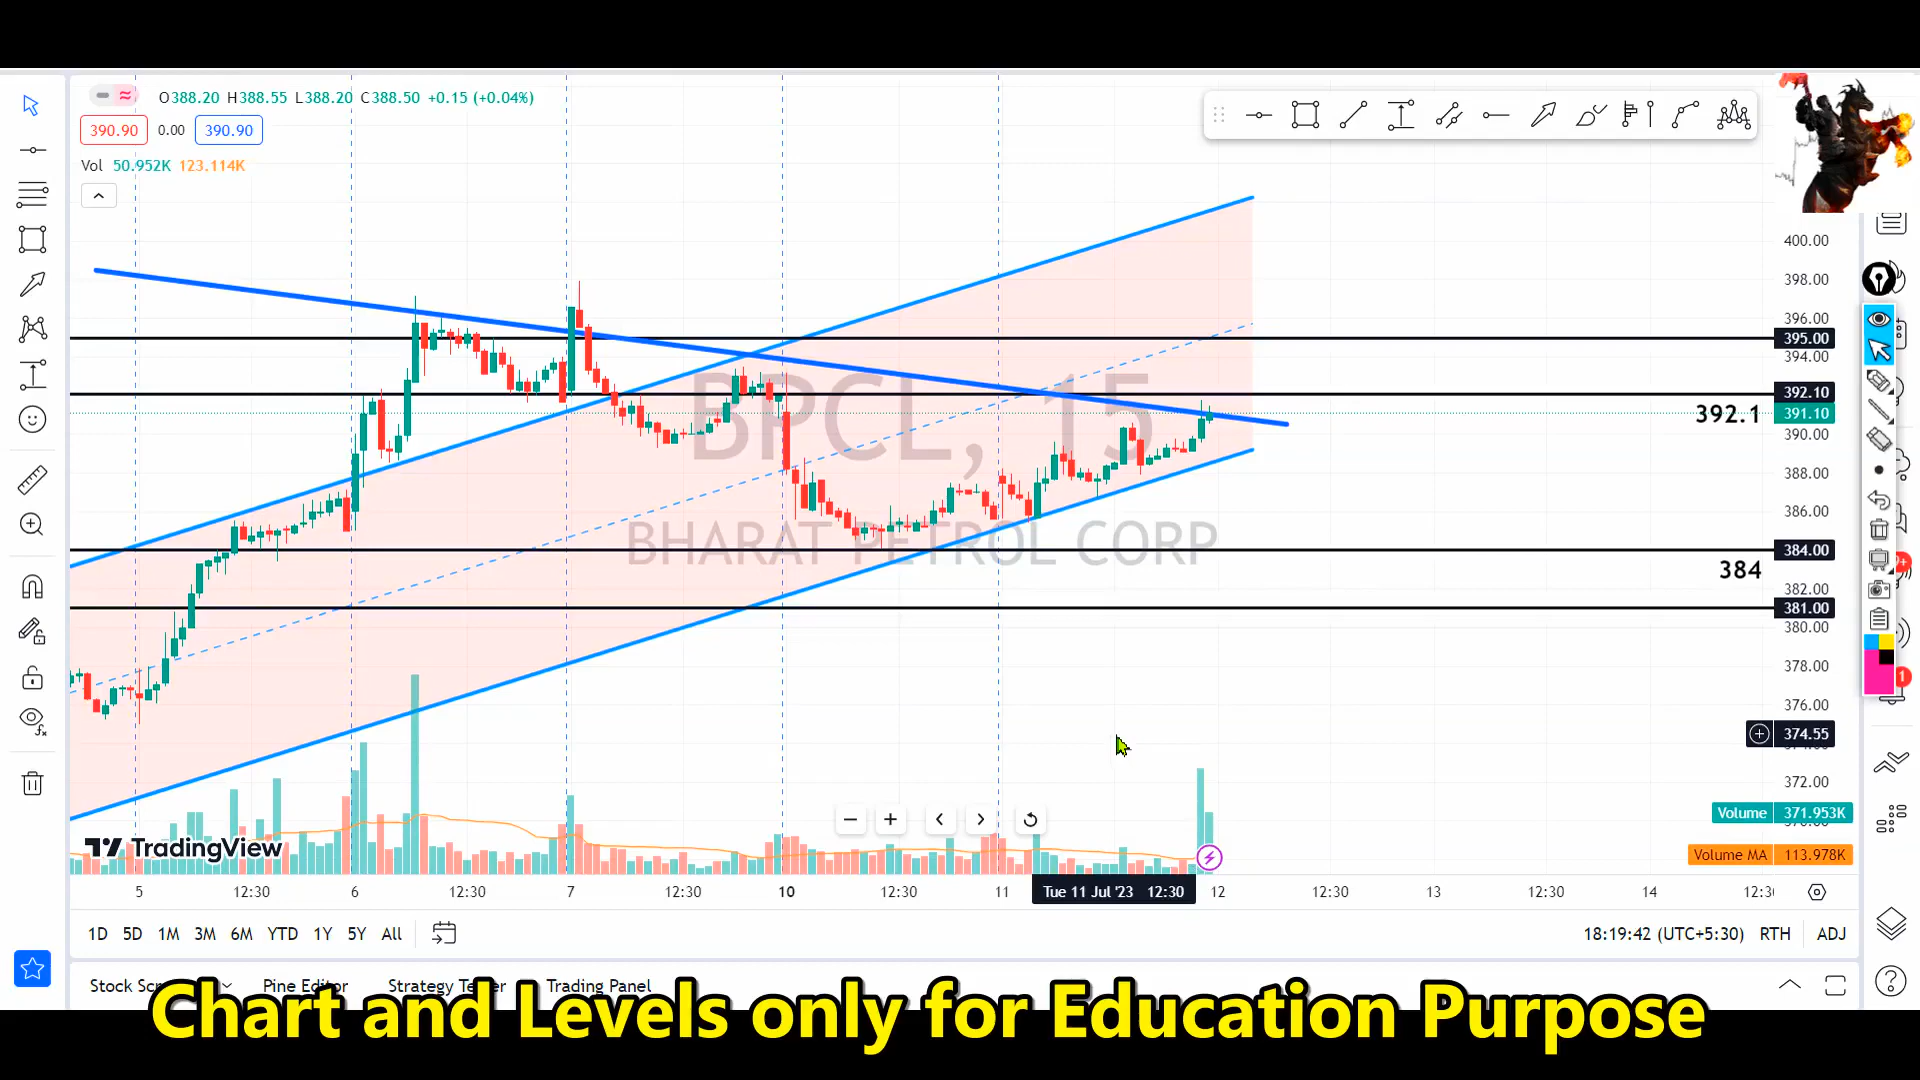 O388.20 H388.55 L388.20 C388.50 +0.15 (+0.04%)
390.90 0.00 390.90
Vol 50.952K 123.114K
BPCL, 15
BHARAT PETROL CORP
400.00
398.00
396.00
395.00
394.00
392.10
392.1
391.10
390.00
388.00
386.00
384.00
384
382.00
381.00
380.00
378.00
376.00
374.55
372.00
Volume 371.953K
Volume MA 113.978K
TradingView
5 12:30 6 12:30 7 12:30 10 12:30 11 Tue 11 Jul '23 12:30 12 12:30 13 12:30 14
1D 5D 1M 3M 6M YTD 1Y 5Y All
18:19:42 (UTC+5:30) RTH ADJ
Pine Editor Trading Panel
Chart and Levels only for Education Purpose